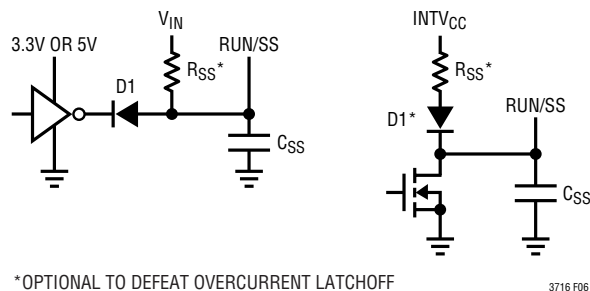 V_IN
3.3V OR 5V
D1
R_SS*
RUN/SS
C_SS
INTV_CC
R_SS*
D1*
RUN/SS
C_SS
*OPTIONAL TO DEFEAT OVERCURRENT LATCHOFF
3716 F06